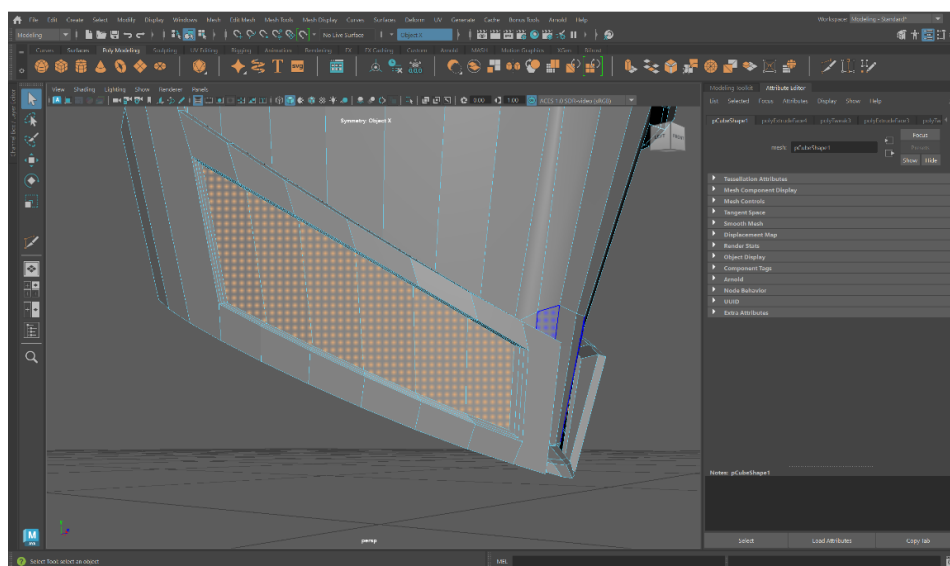 File Edit Create Select Modify Display Windows Mesh Edit Mesh Mesh Tools Mesh Display Curves Surfaces Deform UV Generate Cache Bonus Tools Arnold Help
Workspace: Modeling - Standard*
Modeling
No Live Surface
Object X
Curves Surfaces Poly Modeling Sculpting UV Editing Rigging Animation Rendering FX FX Caching Custom Arnold MASH Motion Graphics XGen
View Shading Lighting Show Renderer Panels
0.00 1.00 ACES 1.0 SDR-video (sRGB)
Symmetry: Object X
persp
Modeling Toolkit Attribute Editor
List Selected Focus Attributes Display Show Help
pCubeShape1 polyExtrudeFace4 polyTweak3 polyExtrudeFace3
mesh: pCubeShape1
Focus
Presets
Show Hide
Tessellation Attributes
Mesh Component Display
Mesh Controls
Tangent Space
Smooth Mesh
Displacement Map
Render Stats
Object Display
Component Tags
Arnold
Node Behavior
UUID
Extra Attributes
Notes: pCubeShape1
Select Load Attributes Copy Tab
Select Tool: select an object
MEL